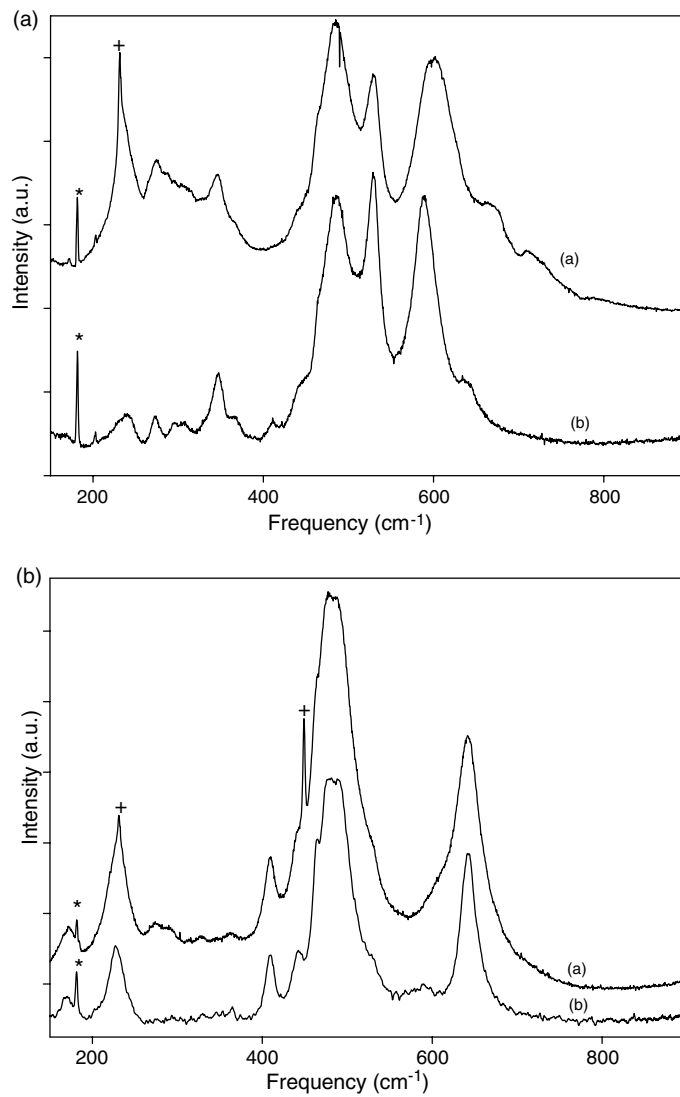 (a)
+
*
(a)
*
(b)
Intensity (a.u.)
200 400 600 800
Frequency (cm-1)
(b)
+
+
*
(a)
*
(b)
Intensity (a.u.)
200 400 600 800
Frequency (cm-1)